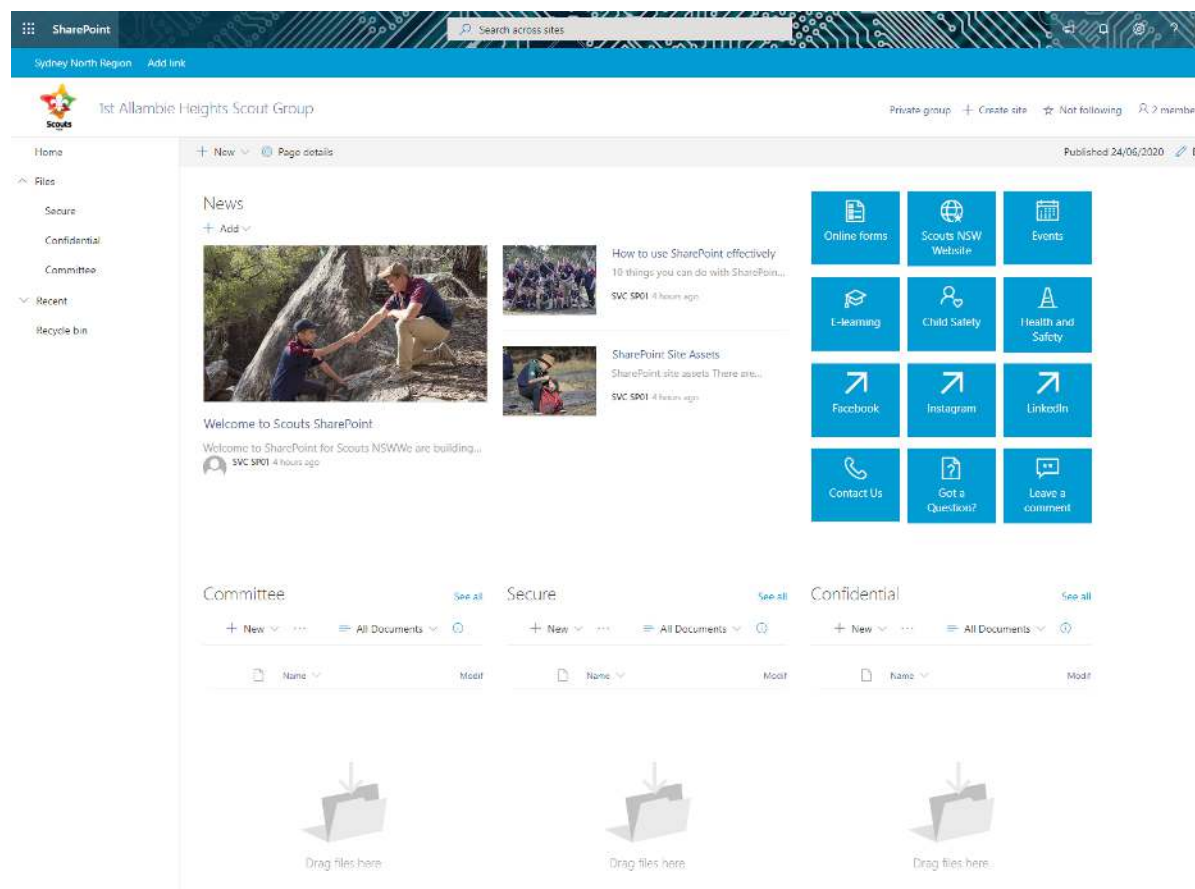 SharePoint
Search across sites
?
Sydney North Region Add link
Scouts
1st Allambie Heights Scout Group
Private group + Create site Not following 2 membe
Home
+ New Page details
Published 24/06/2020
Files
Secure
Confidential
Committee
Recent
Recycle bin
News
+ Add
Welcome to Scouts SharePoint
Welcome to SharePoint for Scouts NSWWe are building...
SVC SP01 4 hours ago
How to use SharePoint effectively
10 things you can do with SharePoin...
SVC SP01 4 hours ago
SharePoint Site Assets
SharePoint site assets There are...
SVC SP01 4 hours ago
Online forms
Scouts NSW
Website
Events
E-learning
Child Safety
Health and
Safety
Facebook
Instagram
LinkedIn
Contact Us
Got a
Question?
Leave a
comment
Committee See all
+ New ... All Documents
Name Modif
Drag files here
Secure See all
+ New ... All Documents
Name Modif
Drag files here
Confidential See all
+ New ... All Documents
Name Modif
Drag files here